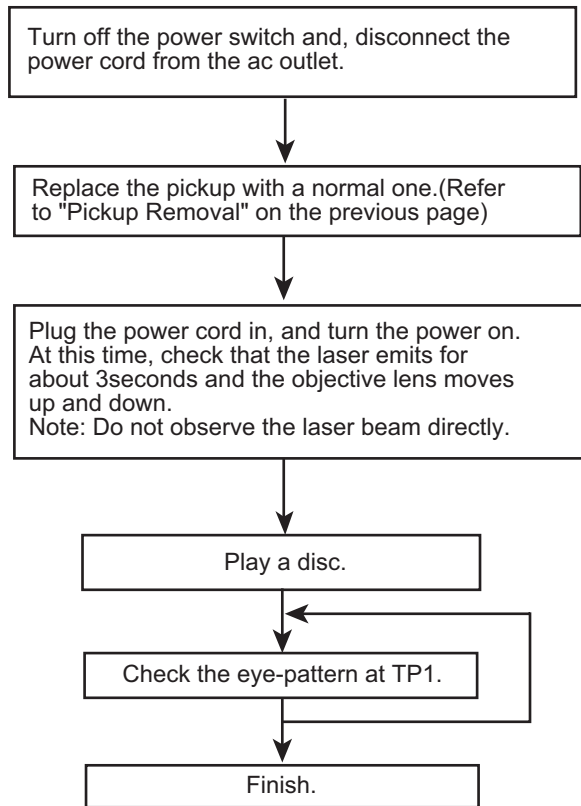 Turn off the power switch and, disconnect the
power cord from the ac outlet.
Replace the pickup with a normal one.(Refer
to "Pickup Removal" on the previous page)
Plug the power cord in, and turn the power on.
At this time, check that the laser emits for
about 3seconds and the objective lens moves
up and down.
Note: Do not observe the laser beam directly.
Play a disc.
Check the eye-pattern at TP1.
Finish.